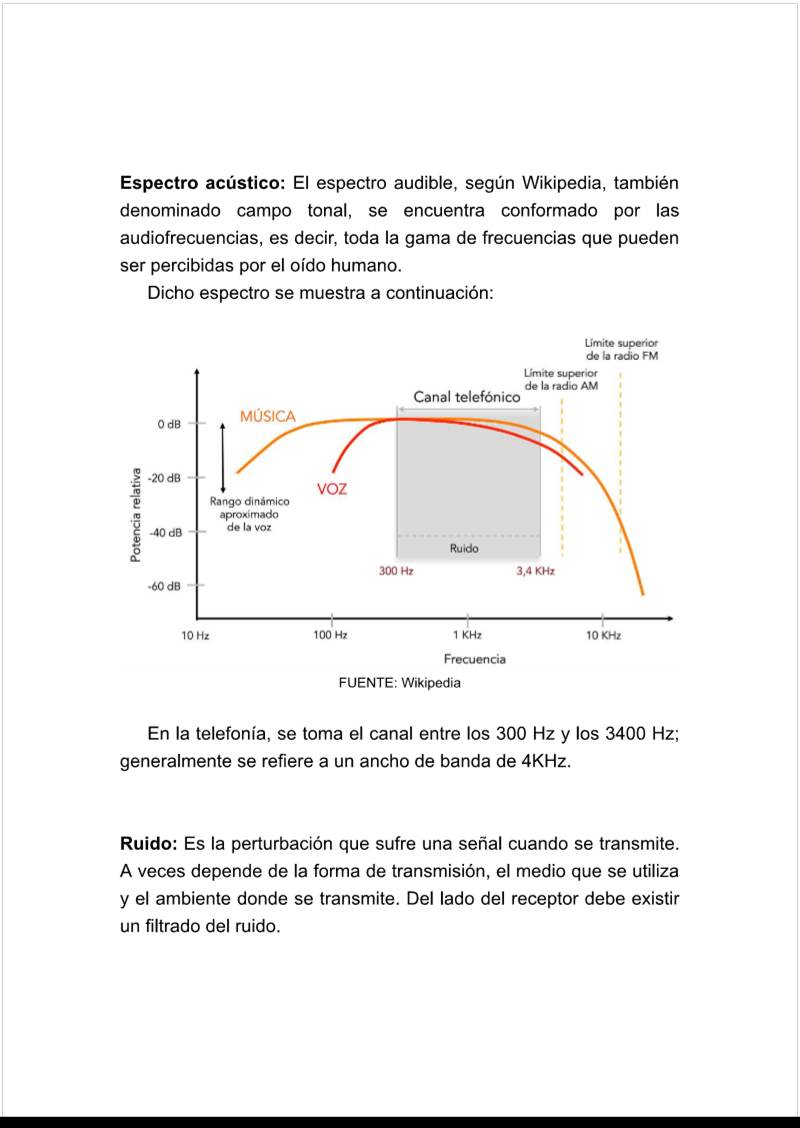 Espectro acústico: El espectro audible, según Wikipedia, también
denominado campo tonal, se encuentra conformado por las
audiofrecuencias, es decir, toda la gama de frecuencias que pueden
ser percibidas por el oído humano.
Dicho espectro se muestra a continuación:
Límite superior
de la radio FM
Límite superior
de la radio AM
Canal telefónico
MÚSICA
0 dB
-20 dB
VOZ
Rango dinámico
aproximado
de la voz
Potencia relativa
-40 dB
Ruido
300 Hz
3,4 KHz
-60 dB
10 Hz
100 Hz
1 KHz
10 KHz
Frecuencia
FUENTE: Wikipedia
En la telefonía, se toma el canal entre los 300 Hz y los 3400 Hz;
generalmente se refiere a un ancho de banda de 4KHz.
Ruido: Es la perturbación que sufre una señal cuando se transmite.
A veces depende de la forma de transmisión, el medio que se utiliza
y el ambiente donde se transmite. Del lado del receptor debe existir
un filtrado del ruido.